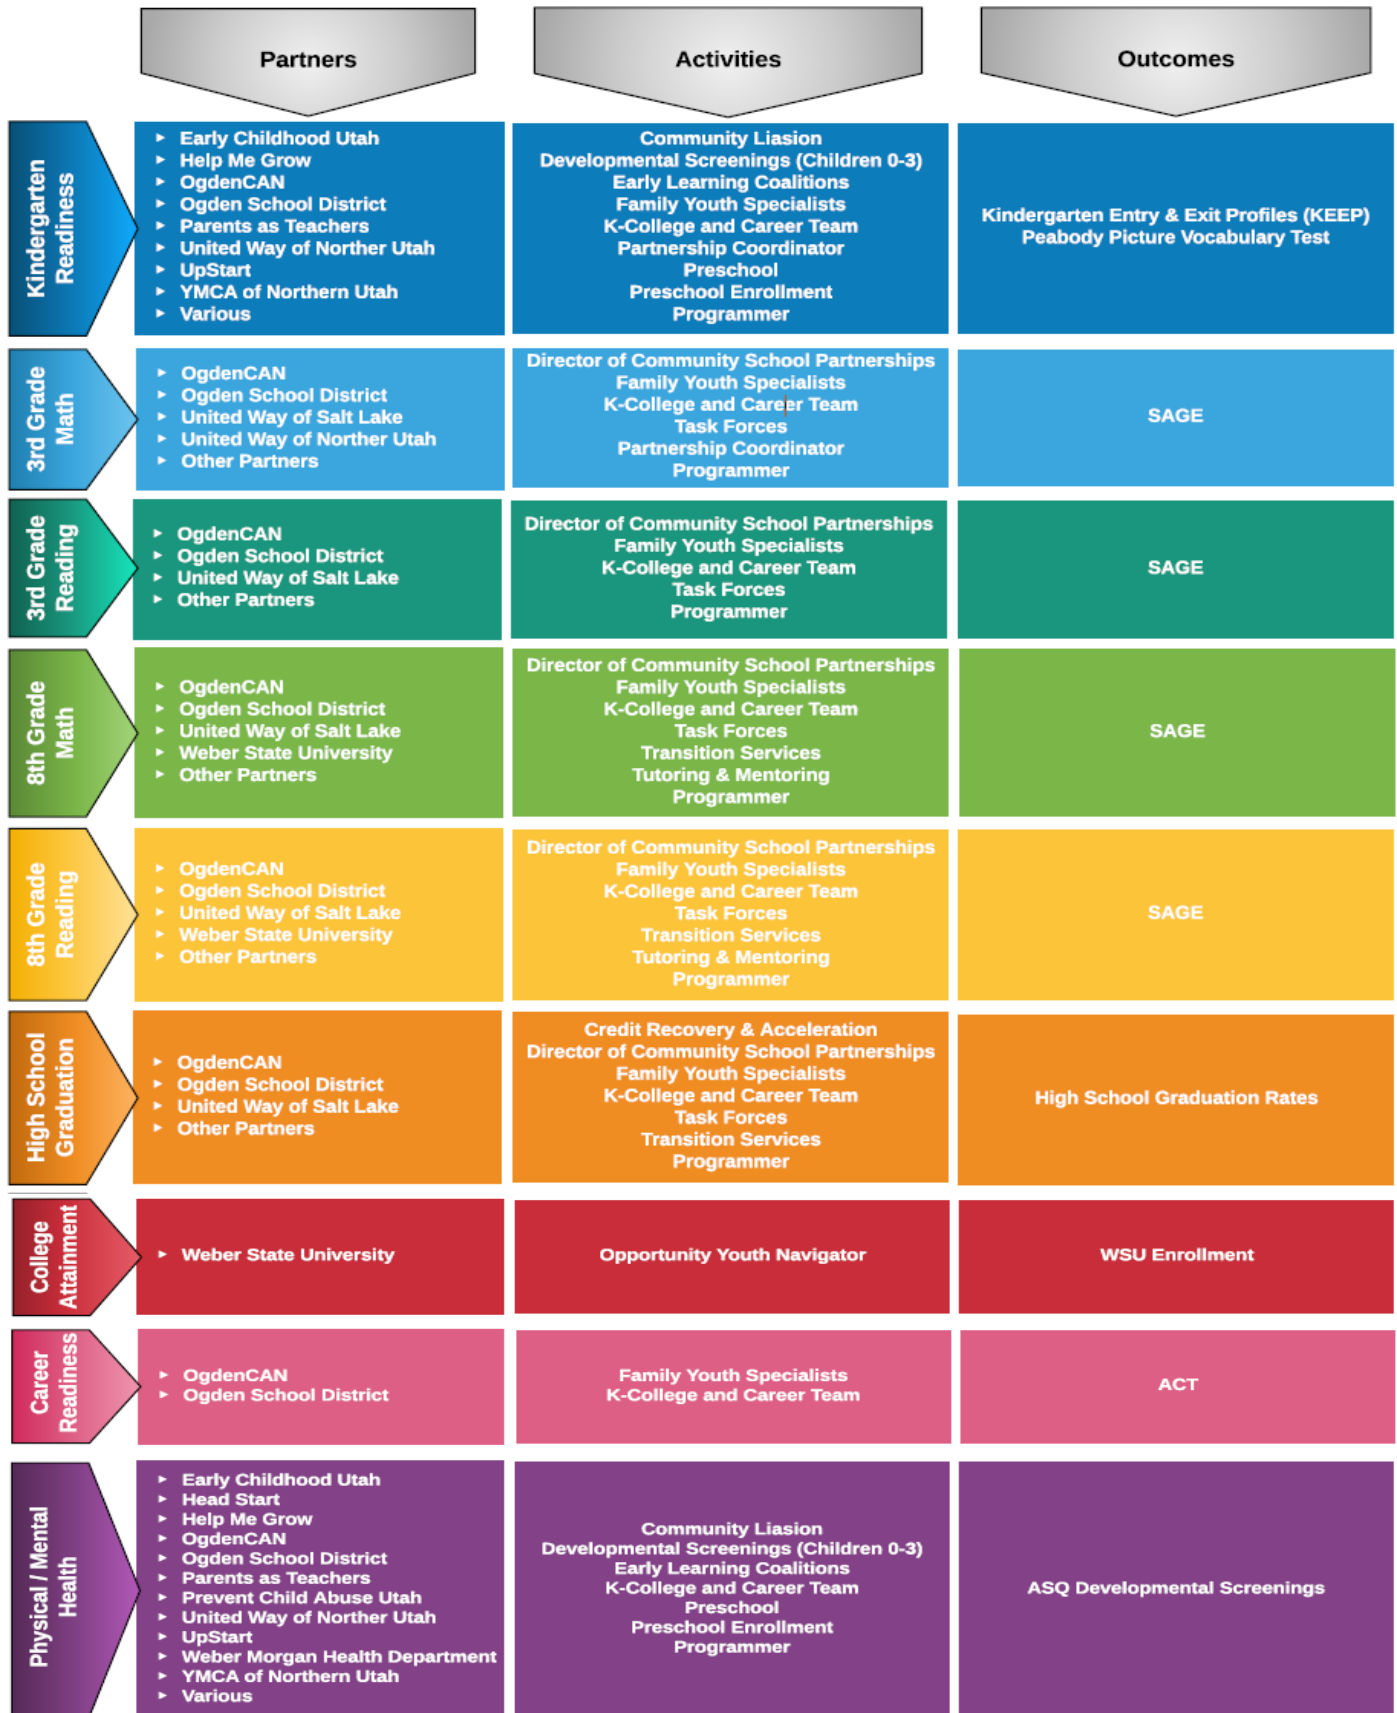 Partners
Activities
Outcomes
Kindergarten
Readiness
Early Childhood Utah
Help Me Grow
OgdenCAN
Ogden School District
Parents as Teachers
United Way of Norther Utah
UpStart
YMCA of Northern Utah
Various
Community Liasion
Developmental Screenings (Children 0-3)
Early Learning Coalitions
Family Youth Specialists
K-College and Career Team
Partnership Coordinator
Preschool
Preschool Enrollment
Programmer
Kindergarten Entry & Exit Profiles (KEEP)
Peabody Picture Vocabulary Test
3rd Grade
Math
OgdenCAN
Ogden School District
United Way of Salt Lake
United Way of Norther Utah
Other Partners
Director of Community School Partnerships
Family Youth Specialists
K-College and Career Team
Task Forces
Partnership Coordinator
Programmer
SAGE
3rd Grade
Reading
OgdenCAN
Ogden School District
United Way of Salt Lake
Other Partners
Director of Community School Partnerships
Family Youth Specialists
K-College and Career Team
Task Forces
Programmer
SAGE
8th Grade
Math
OgdenCAN
Ogden School District
United Way of Salt Lake
Weber State University
Other Partners
Director of Community School Partnerships
Family Youth Specialists
K-College and Career Team
Task Forces
Transition Services
Tutoring & Mentoring
Programmer
SAGE
8th Grade
Reading
OgdenCAN
Ogden School District
United Way of Salt Lake
Weber State University
Other Partners
Director of Community School Partnerships
Family Youth Specialists
K-College and Career Team
Task Forces
Transition Services
Tutoring & Mentoring
Programmer
SAGE
High School
Graduation
OgdenCAN
Ogden School District
United Way of Salt Lake
Other Partners
Credit Recovery & Acceleration
Director of Community School Partnerships
Family Youth Specialists
K-College and Career Team
Task Forces
Transition Services
Programmer
High School Graduation Rates
College
Attainment
Weber State University
Opportunity Youth Navigator
WSU Enrollment
Career
Readiness
OgdenCAN
Ogden School District
Family Youth Specialists
K-College and Career Team
ACT
Physical / Mental
Health
Early Childhood Utah
Head Start
Help Me Grow
OgdenCAN
Ogden School District
Parents as Teachers
Prevent Child Abuse Utah
United Way of Norther Utah
UpStart
Weber Morgan Health Department
YMCA of Northern Utah
Various
Community Liasion
Developmental Screenings (Children 0-3)
Early Learning Coalitions
K-College and Career Team
Preschool
Preschool Enrollment
Programmer
ASQ Developmental Screenings